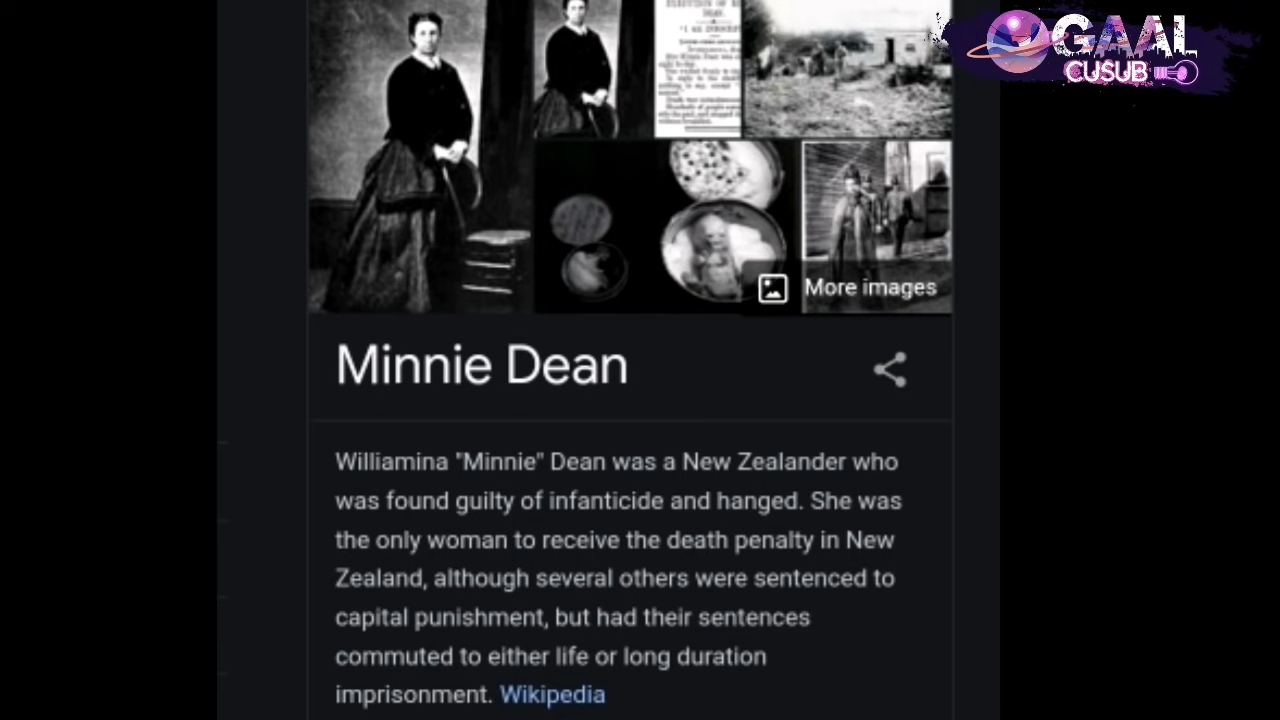 GAAL
CUSUB
More images
Minnie Dean
Williamina "Minnie" Dean was a New Zealander who
was found guilty of infanticide and hanged. She was
the only woman to receive the death penalty in New
Zealand, although several others were sentenced to
capital punishment, but had their sentences
commuted to either life or long duration
imprisonment. Wikipedia